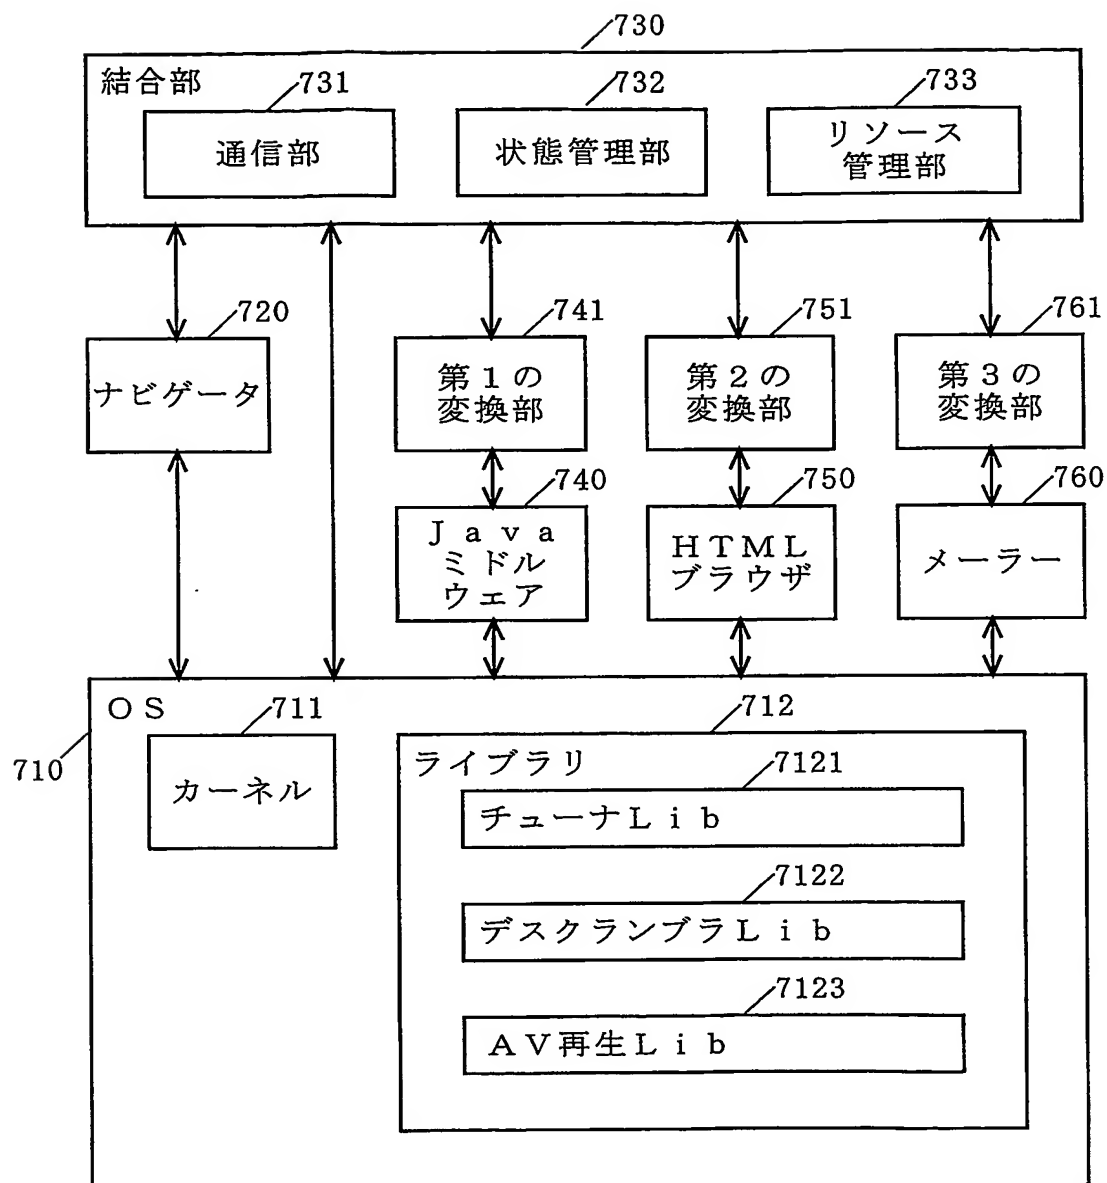 730
結合部
731
732
733
通信部
状態管理部
リソース
管理部
720
741
751
761
ナビゲータ
第1の
変換部
第2の
変換部
第3の
変換部
740
750
760
Java
ミドル
ウェア
HTML
ブラウザ
メーラー
OS
711
712
710
カーネル
ライブラリ
7121
チューナLib
7122
デスクランブラLib
7123
AV再生Lib